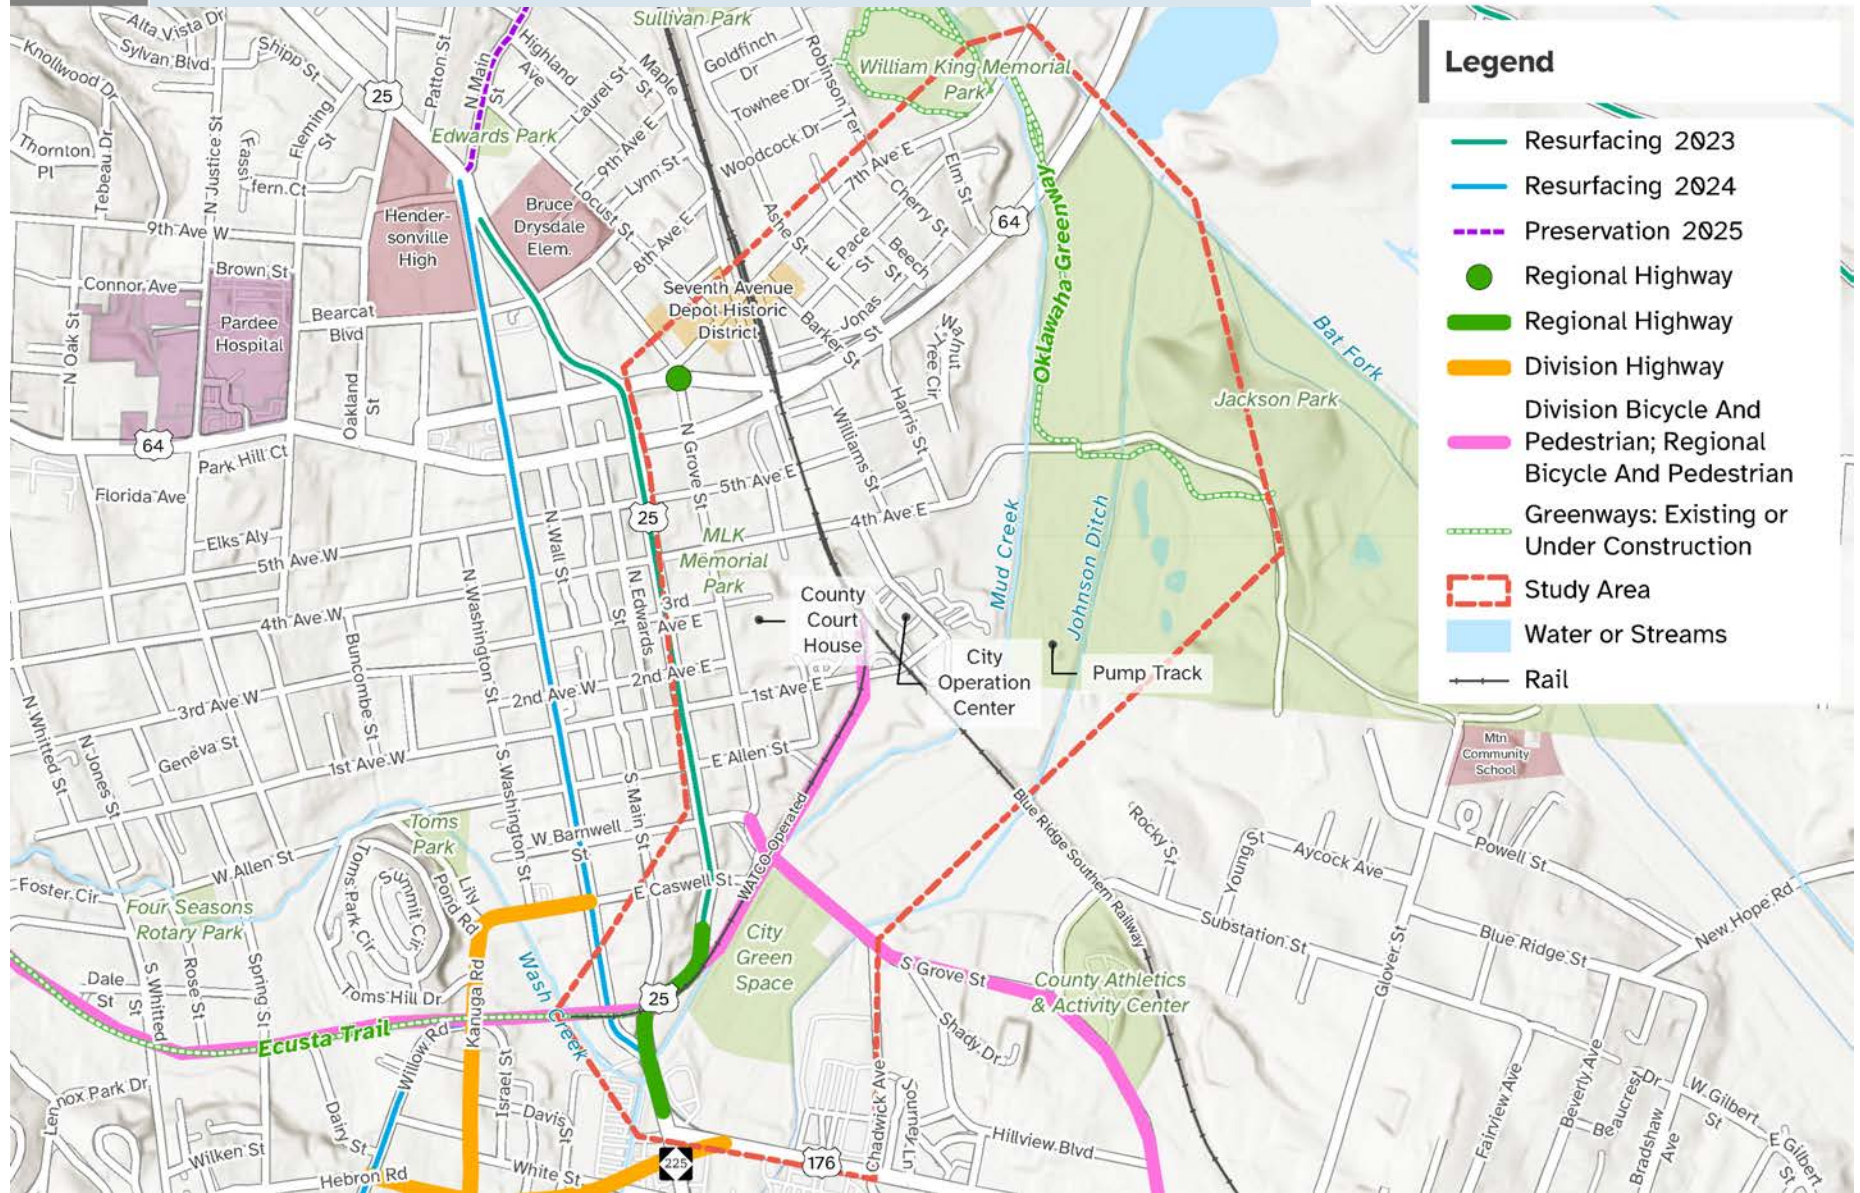 Sullivan Park
Alta Vista Dr
Sylvan Blvd
Knollwood Dr
Shipp St
Fleming
St
25
Patton St
N Main
St
Highland
Ave
Laurel St
Maple
St
Goldfinch
Dr
Towhee Dr
Robinson Ter
William King Memorial
Park
Thornton
Pl
Tebeau Dr
N Justice St
Edwards Park
9th Ave E
Lynn St
Woodcock Dr
7th Ave E
Elm St
Cherry St
fern Ct
9th Ave W
Hender-
sonville
High
Bruce
Drysdale
Elem.
Locust St
8th Ave E
Ashe St
E Pace
St
Beech
St
64
Oklawaha Greenway
Brown St
Connor Ave
Pardee
Hospital
Bearcat
Blvd
Seventh Avenue
Depot Historic
District
Barker St
Jonas
St
Walnut
Tree Cir
Bat Fork
N Oak St
Oakland
St
Jackson Park
64
Park Hill Ct
Florida Ave
N Grove St
Williams St
Harris St
5th Ave E
25
4th Ave E
Elks Aly
5th Ave W
N Wall St
MLK
Memorial
Park
Mud Creek
Johnson Ditch
N Washington St
N Edwards
St
3rd
Ave E
County
Court
House
4th Ave W
Buncombe St
City
Operation
Center
Pump Track
2nd Ave W
2nd Ave E
1st Ave E
3rd Ave W
N Whitted St
N Jones St
Geneva St
1st Ave W
S Washington St
S Main St
E Allen St
WATCO Operated
Blue Ridge Southern Railway
Mtn.
Community
School
Toms
Park
W Barnwell
St
Rocky St
Young St
Aycock Ave
Powell St
W Allen St
Foster Cir
Four Seasons
Rotary Park
Toms Park Cir
Summit Cir
Lily
Pond Rd
E Caswell St
City
Green
Space
Substation St
New Hope Rd
Blue Ridge St
Glover St
Dale
St
S Whitted
Rose St
Spring St
Toms Hill Dr
Kanuga Rd
Wash Creek
25
S Grove St
County Athletics
& Activity Center
Ecusta Trail
Willow Rd
Shady Dr
Lennox Park Dr
Israel St
Davis St
Dairy St
Wilken St
Hebron Rd
White St
225
176
Chadwick Ave
Journey Ln
Hillview Blvd
Fairview Ave
Beverly Ave
Beaucrest
Dr
Bradshaw
Ave
W Gilbert
St
E Gilbert
St
Legend
Resurfacing 2023
Resurfacing 2024
Preservation 2025
Regional Highway
Regional Highway
Division Highway
Division Bicycle And
Pedestrian; Regional
Bicycle And Pedestrian
Greenways: Existing or
Under Construction
Study Area
Water or Streams
Rail